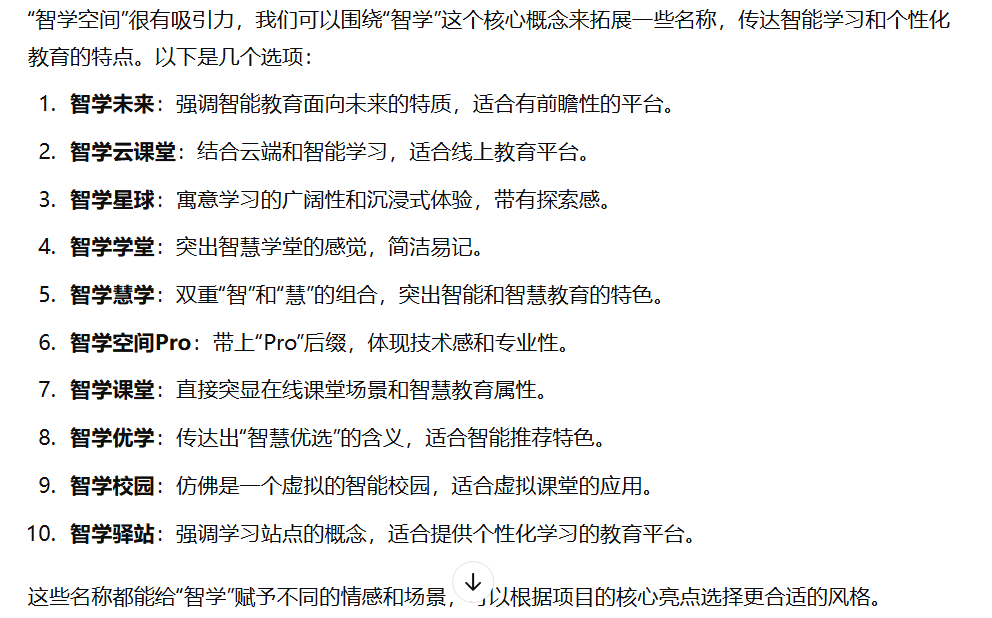 “智学空间”很有吸引力，我们可以围绕“智学”这个核心概念来拓展一些名称，传达智能学习和个性化
教育的特点。以下是几个选项：
1. 智学未来：强调智能教育面向未来的特质，适合有前瞻性的平台。
2. 智学云课堂：结合云端和智能学习，适合线上教育平台。
3. 智学星球：寓意学习的广阔性和沉浸式体验，带有探索感。
4. 智学学堂：突出智慧学堂的感觉，简洁易记。
5. 智学慧学：双重“智”和“慧”的组合，突出智能和智慧教育的特色。
6. 智学空间Pro：带上“Pro”后缀，体现技术感和专业性。
7. 智学课堂：直接突显在线课堂场景和智慧教育属性。
8. 智学优学：传达出“智慧优选”的含义，适合智能推荐特色。
9. 智学校园：仿佛是一个虚拟的智能校园，适合虚拟课堂的应用。
10. 智学驿站：强调学习站点的概念，适合提供个性化学习的教育平台。
这些名称都能给“智学”赋予不同的情感和场景，以根据项目的核心亮点选择更合适的风格。